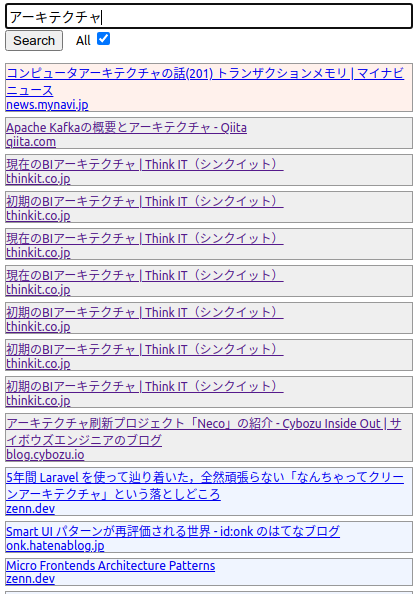 アーキテクチャ
Search All
コンピュータアーキテクチャの話(201) トランザクションメモリ | マイナビ
ニュース
news.mynavi.jp
Apache Kafkaの概要とアーキテクチャ - Qiita
qiita.com
現在のBIアーキテクチャ | Think IT（シンクイット）
thinkit.co.jp
初期のBIアーキテクチャ | Think IT（シンクイット）
thinkit.co.jp
現在のBIアーキテクチャ | Think IT（シンクイット）
thinkit.co.jp
現在のBIアーキテクチャ | Think IT（シンクイット）
thinkit.co.jp
初期のBIアーキテクチャ | Think IT（シンクイット）
thinkit.co.jp
初期のBIアーキテクチャ | Think IT（シンクイット）
thinkit.co.jp
初期のBIアーキテクチャ | Think IT（シンクイット）
thinkit.co.jp
アーキテクチャ刷新プロジェクト「Neco」の紹介 - Cybozu Inside Out | サ
イボウズエンジニアのブログ
blog.cybozu.io
5年間 Laravel を使って辿り着いた，全然頑張らない「なんちゃってクリー
ンアーキテクチャ」という落としどころ
zenn.dev
Smart UI パターンが再評価される世界 - id:onk のはてなブログ
onk.hatenablog.jp
Micro Frontends Architecture Patterns
zenn.dev